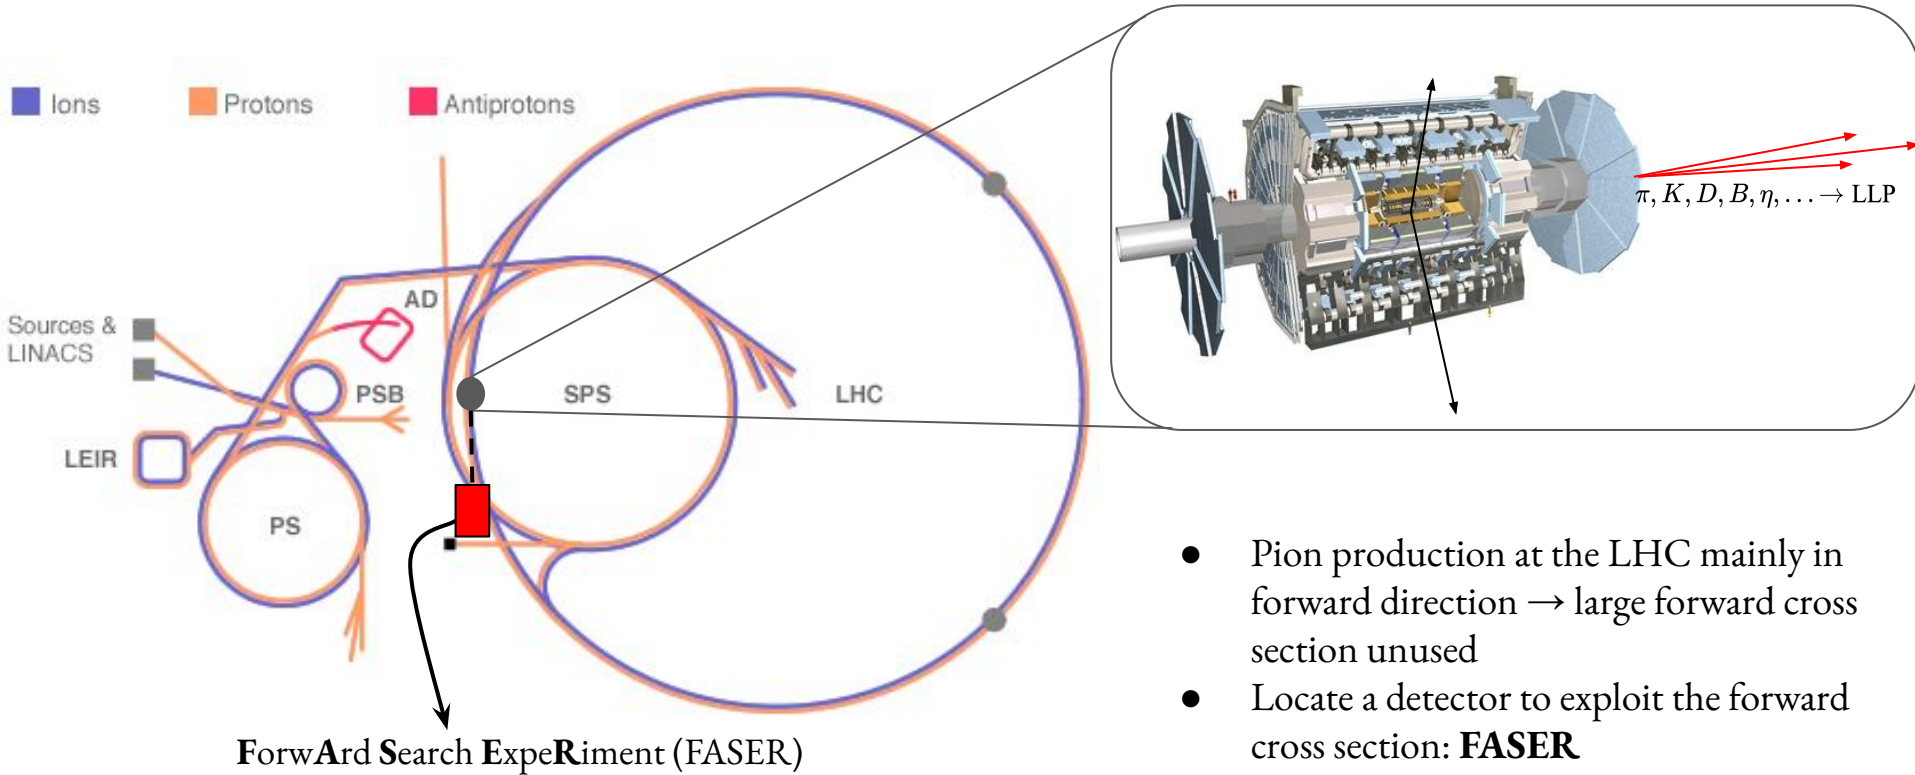 Ions
Protons
Antiprotons
π, K, D, B, η, . . . → LLP
AD
Sources &
LINACS
PSB
SPS
LHC
LEIR
PS
● Pion production at the LHC mainly in
forward direction → large forward cross
section unused
● Locate a detector to exploit the forward
cross section: FASER
ForwArd Search ExpeRiment (FASER)